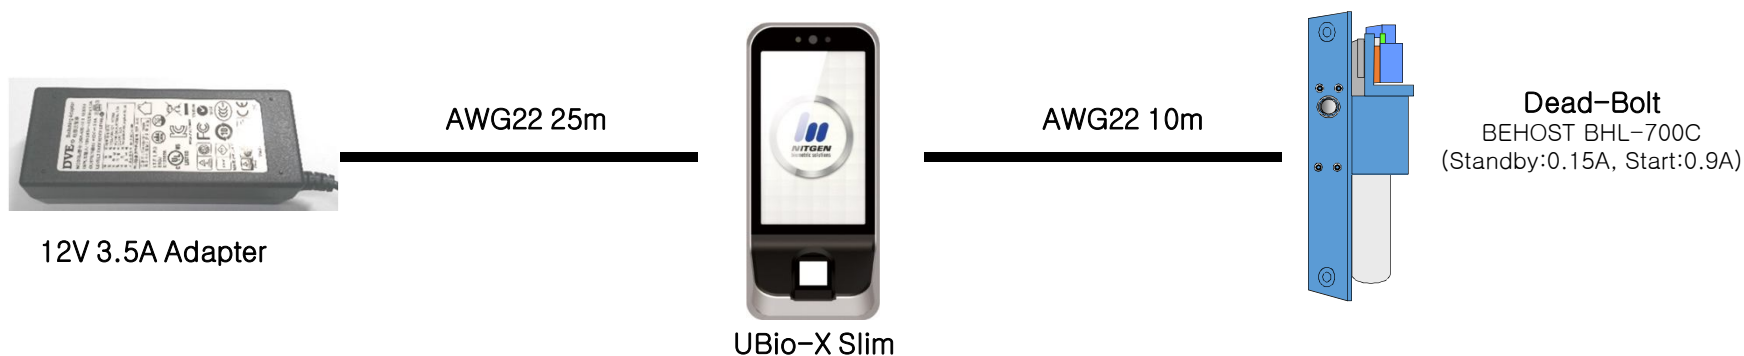 DVE
12V 3.5A Adapter
AWG22 25m
NITGEN
UBio-X Slim
AWG22 10m
Dead-Bolt
BEHOST BHL-700C
(Standby:0.15A, Start:0.9A)